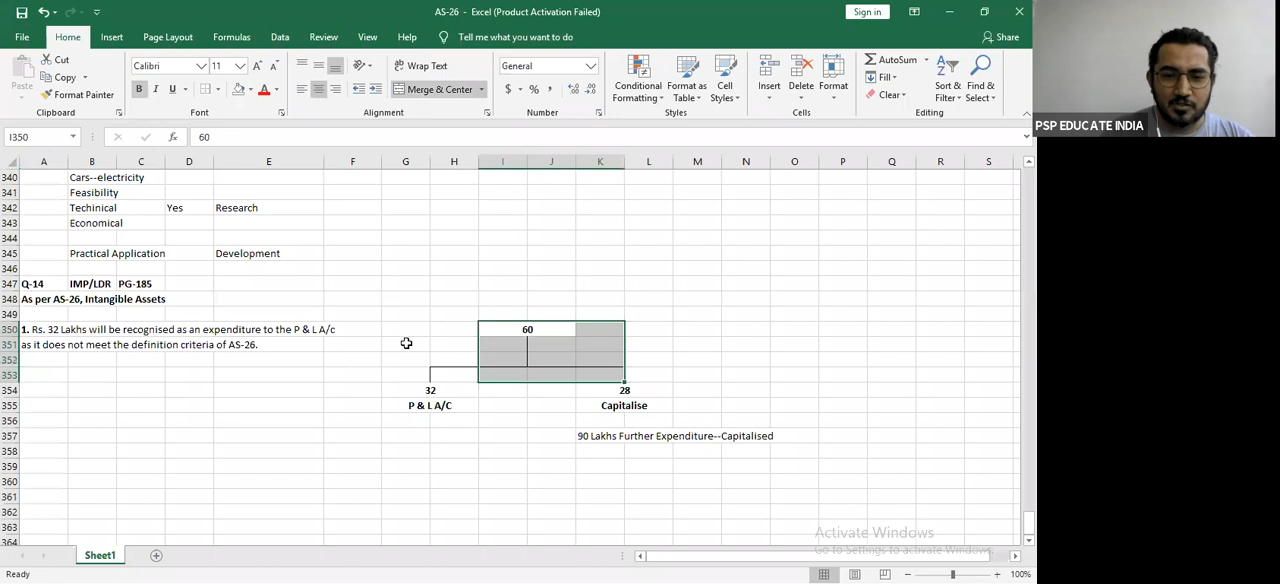 AS-26 - Excel (Product Activation Failed)
Sign in
File Home Insert Page Layout Formulas Data Review View Help Tell me what you want to do Share
Paste
Cut
Copy
Format Painter
Clipboard
Calibri 11
B I U
Font
Wrap Text
Merge & Center
Alignment
General
$ % ,
Number
Conditional Formatting
Format as Table
Cell Styles
Styles
Insert Delete Format
Cells
AutoSum
Fill
Clear
Sort & Filter
Find & Select
Editing
PSP EDUCATE INDIA
I350 fx 60
A B C D E F G H I J K L M N O P Q R S
340 Cars--electricity
341 Feasibility
342 Techinical Yes Research
343 Economical
344
345 Practical Application Development
346
347 Q-14 IMP/LDR PG-185
348 As per AS-26, Intangible Assets
349
350 1. Rs. 32 Lakhs will be recognised as an expenditure to the P & L A/c 60
351 as it does not meet the definition criteria of AS-26.
352
353
354 32 28
355 P & L A/C Capitalise
356
357 90 Lakhs Further Expenditure--Capitalised
358
359
360
361
362
363
364
Activate Windows
Go to Settings to activate Windows.
Sheet1
Ready
100%